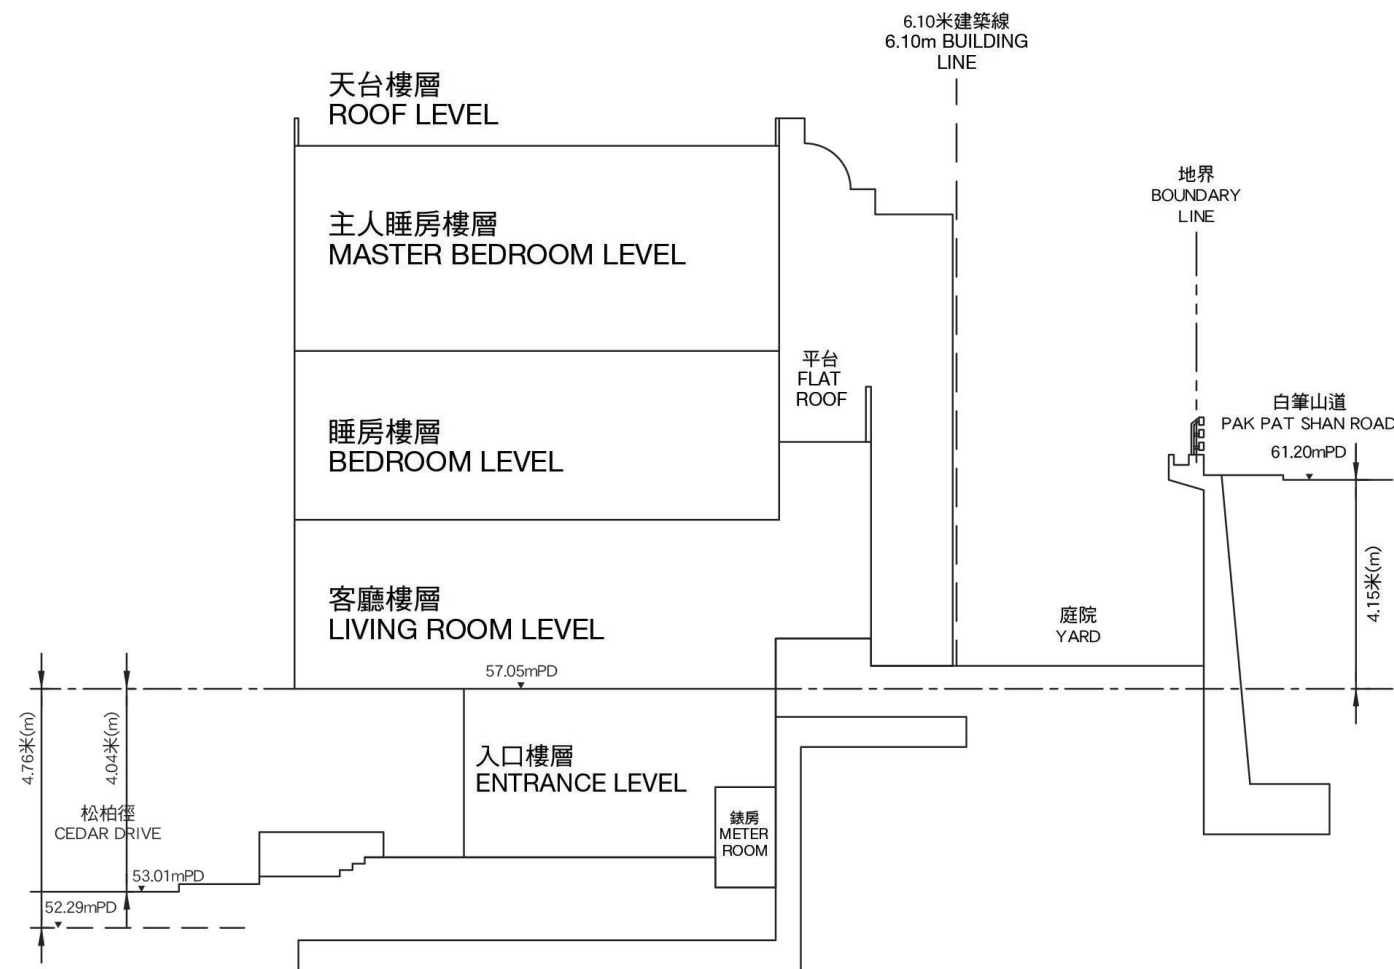 6.10米建築線
6.10m BUILDING
LINE
天台樓層
ROOF LEVEL
地界
BOUNDARY
LINE
主人睡房樓層
MASTER BEDROOM LEVEL
平台
FLAT
ROOF
白筆山道
PAK PAT SHAN ROAD
61.20mPD
睡房樓層
BEDROOM LEVEL
4.15米(m)
客廳樓層
LIVING ROOM LEVEL
庭院
YARD
57.05mPD
4.76米(m)
4.04米(m)
入口樓層
ENTRANCE LEVEL
松柏徑
CEDAR DRIVE
錶房
METER
ROOM
53.01mPD
52.29mPD